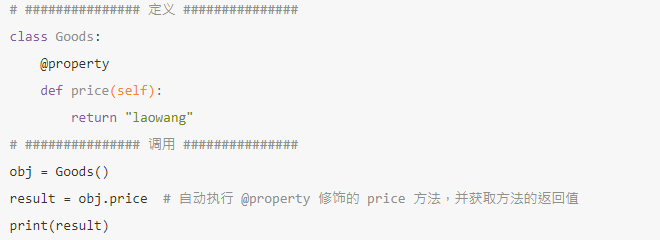 # ############### 定义 ###############
class Goods:
    @property
    def price(self):
        return "laowang"
# ############### 调用 ###############
obj = Goods()
result = obj.price  # 自动执行 @property 修饰的 price 方法，并获取方法的返回值
print(result)